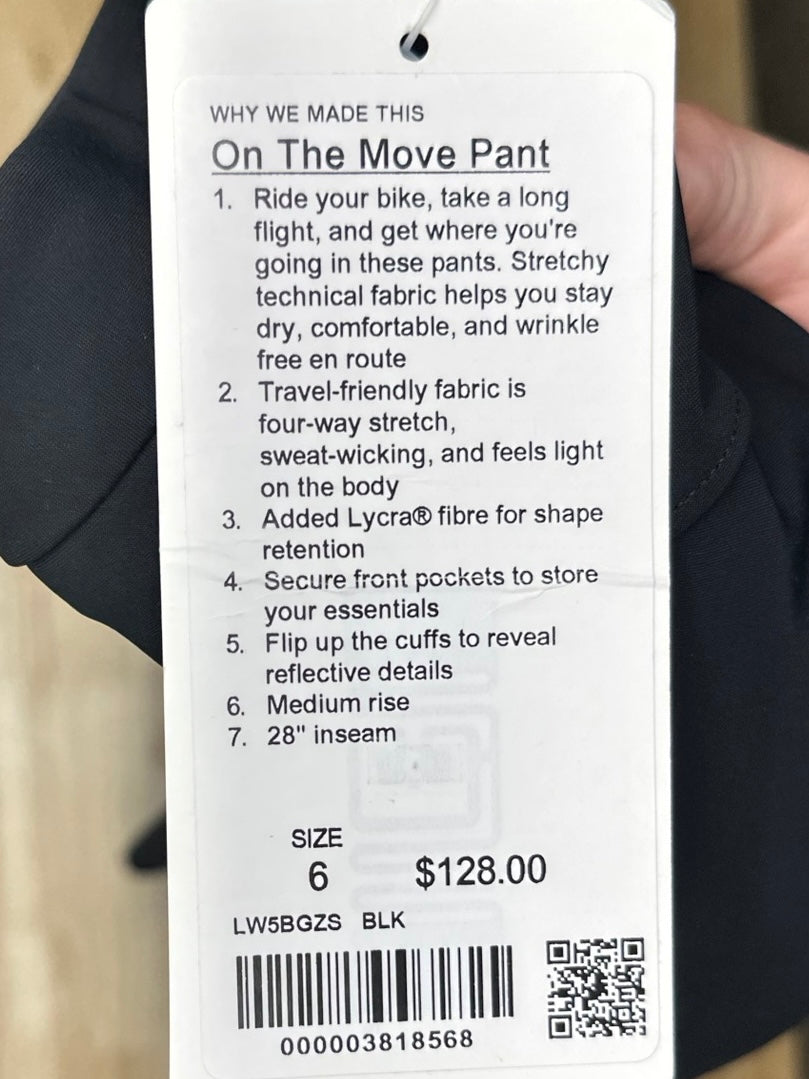 WHY WE MADE THIS
On The Move Pant
1. Ride your bike, take a long
flight, and get where you're
going in these pants. Stretchy
technical fabric helps you stay
dry, comfortable, and wrinkle
free en route
2. Travel-friendly fabric is
four-way stretch,
sweat-wicking, and feels light
on the body
3. Added Lycra® fibre for shape
retention
4. Secure front pockets to store
your essentials
5. Flip up the cuffs to reveal
reflective details
6. Medium rise
7. 28" inseam
SIZE
6 $128.00
LW5BGZS BLK
000003818568